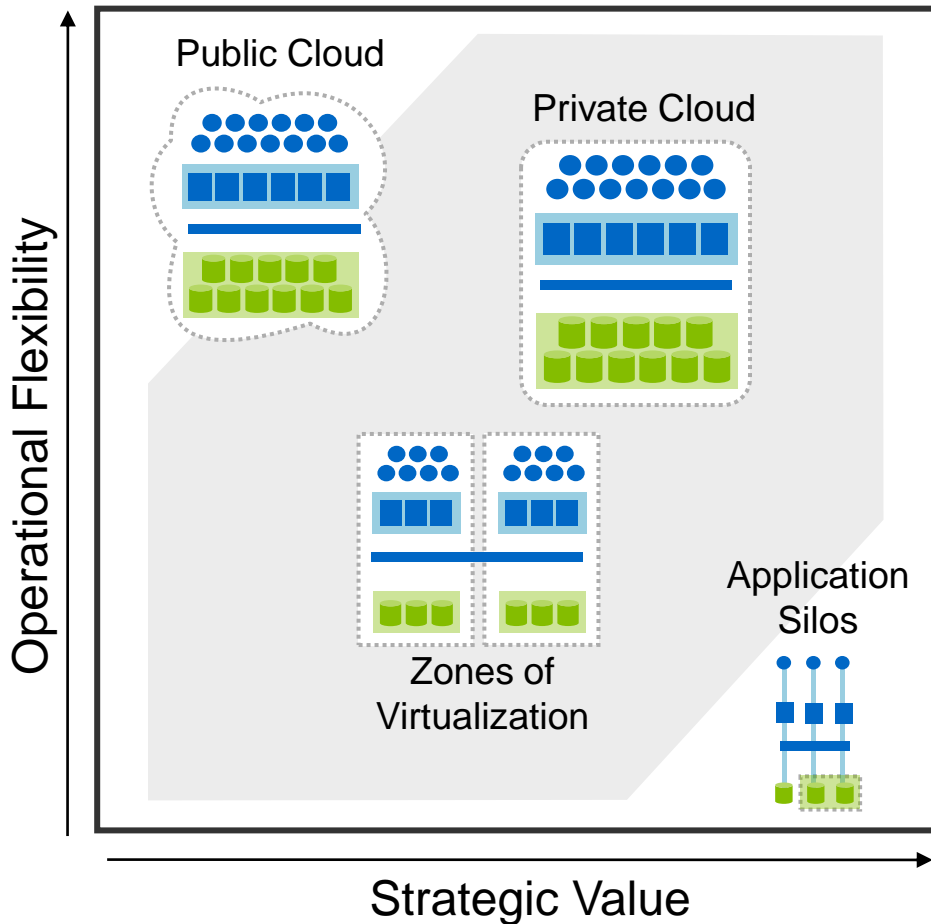 Public Cloud
Private Cloud
Operational Flexibility
Zones of
Virtualization
Application
Silos
Strategic Value